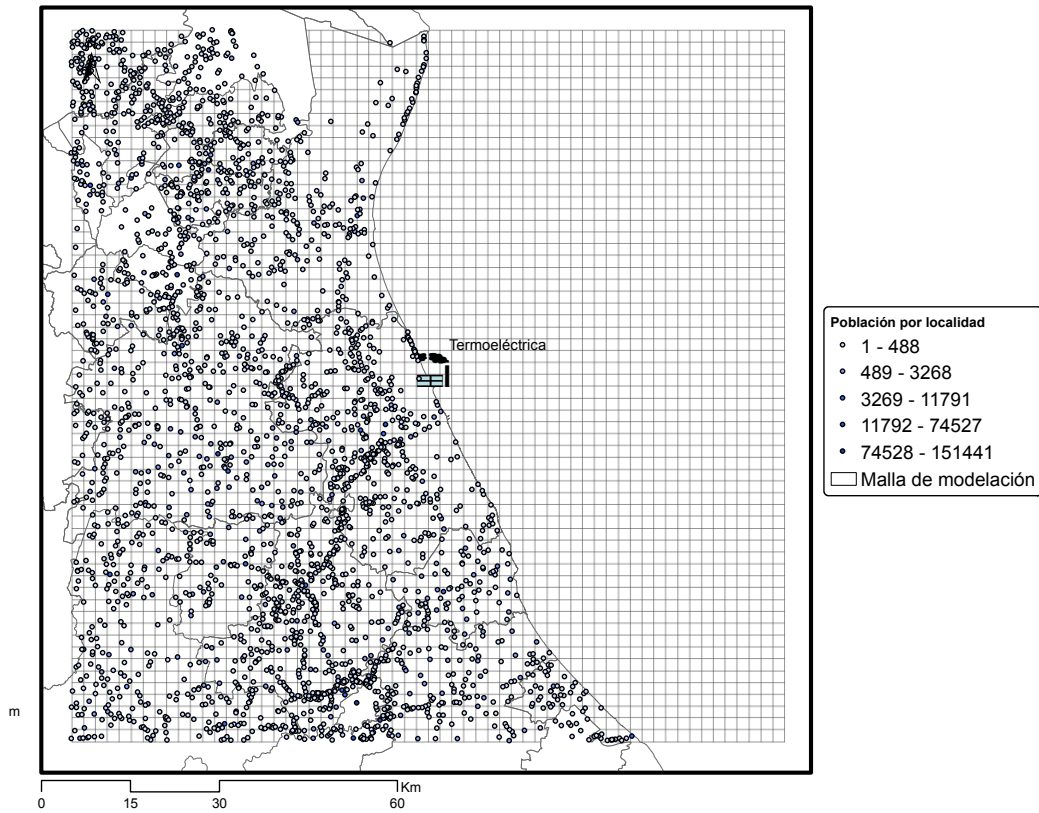 Termoeléctrica
Población por localidad
1 - 488
489 - 3268
3269 - 11791
11792 - 74527
74528 - 151441
Malla de modelación
m
Km
0 15 30 60